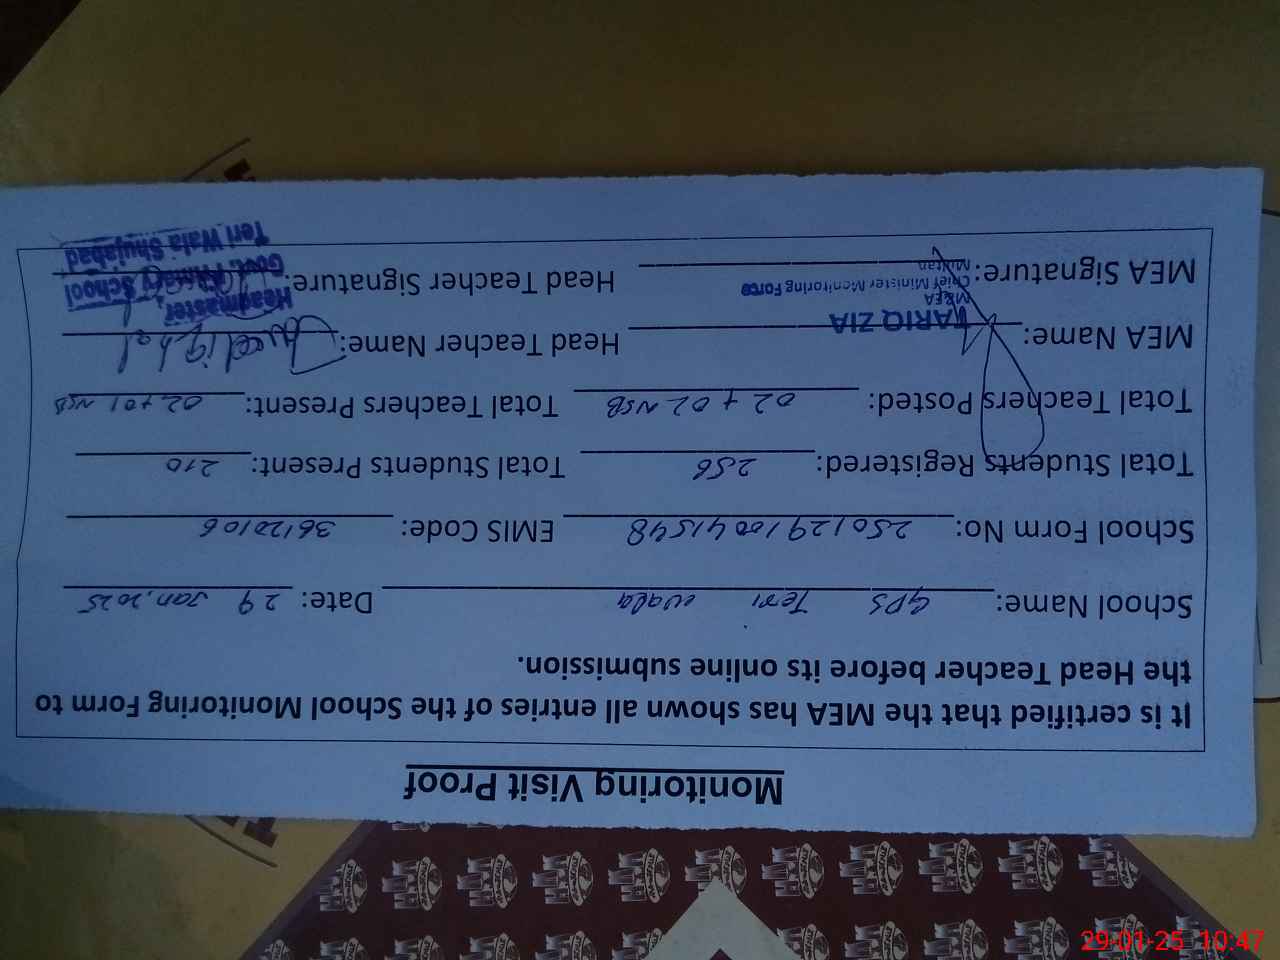 Monitoring Visit Proof
It is certified that the MEA has shown all entries of the School Monitoring Form to
the Head Teacher before its online submission.
School Name: GPS Teri wala Date: 29 Jan, 2025
School Form No: 25012910041548 EMIS Code: 36120106
Total Students Registered: 256 Total Students Present: 210
Total Teachers Posted: 02 + 02 NSB Total Teachers Present: 02 + 01 NSB
MEA Name: TARIQ ZIA Head Teacher Name:
M&EA
Chief Minister Monitoring Force
Multan
MEA Signature: Head Teacher Signature:
Headmaster,
Govt. Primary School
Teri Wala Shujabad
29-01-25 10:47